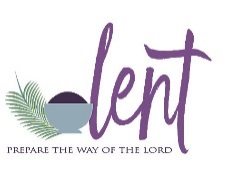 lent
PREPARE THE WAY OF THE LORD